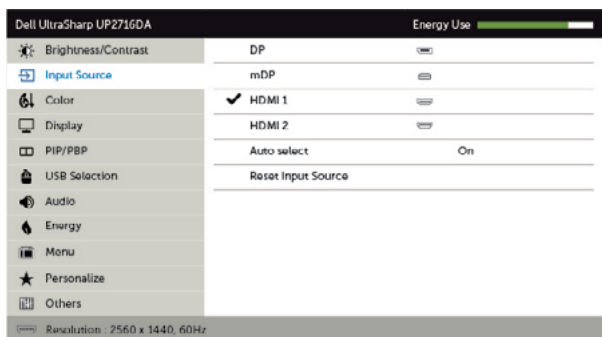 Dell UltraSharp UP2716DA
Energy Use
Brightness/Contrast
Input Source
Color
Display
PIP/PBP
USB Selection
Audio
Energy
Menu
Personalize
Others
DP
mDP
HDMI 1
HDMI 2
Auto select On
Reset Input Source
Resolution : 2560 x 1440, 60Hz